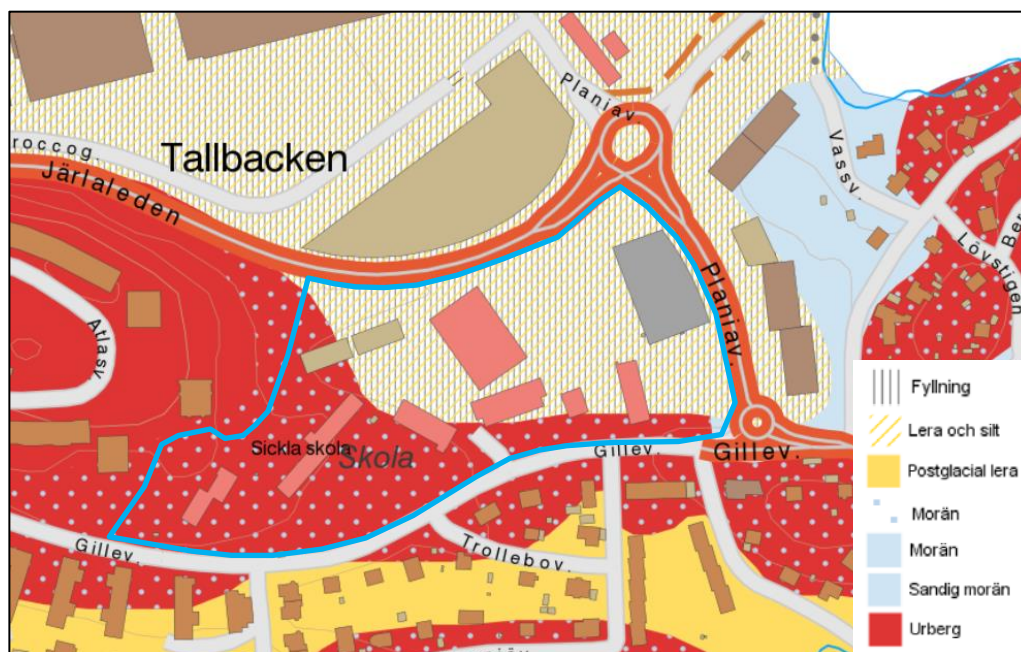 Planiav.
roccog.
Tallbacken
Järlaleden
Vassv.
Lövstigen
Ber
Planiav.
Atlasv.
Sickla skola
Skola
Gillev.
Gillev.
Gillev.
Trollebov.
Fyllning
Lera och silt
Postglacial lera
Morän
Morän
Sandig morän
Urberg